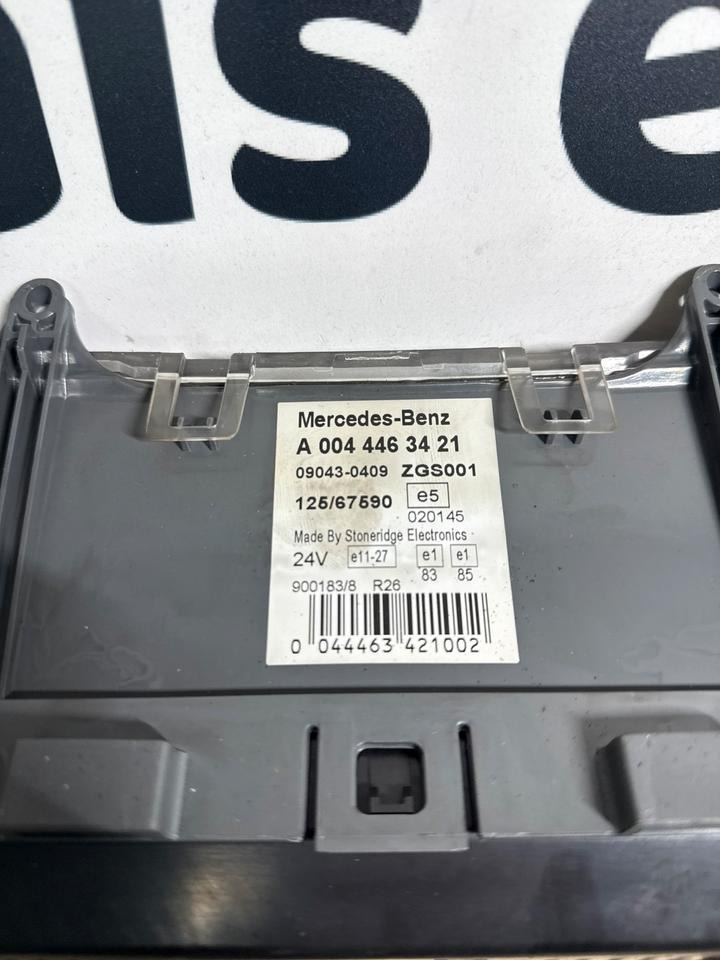 is e
Mercedes-Benz
A 004 446 34 21
09043-0409 ZGS001
125/67590 e5
020145
Made By Stoneridge Electronics
24V e11-27 e1 e1
83 85
900183/8 R26
0 044463 421002